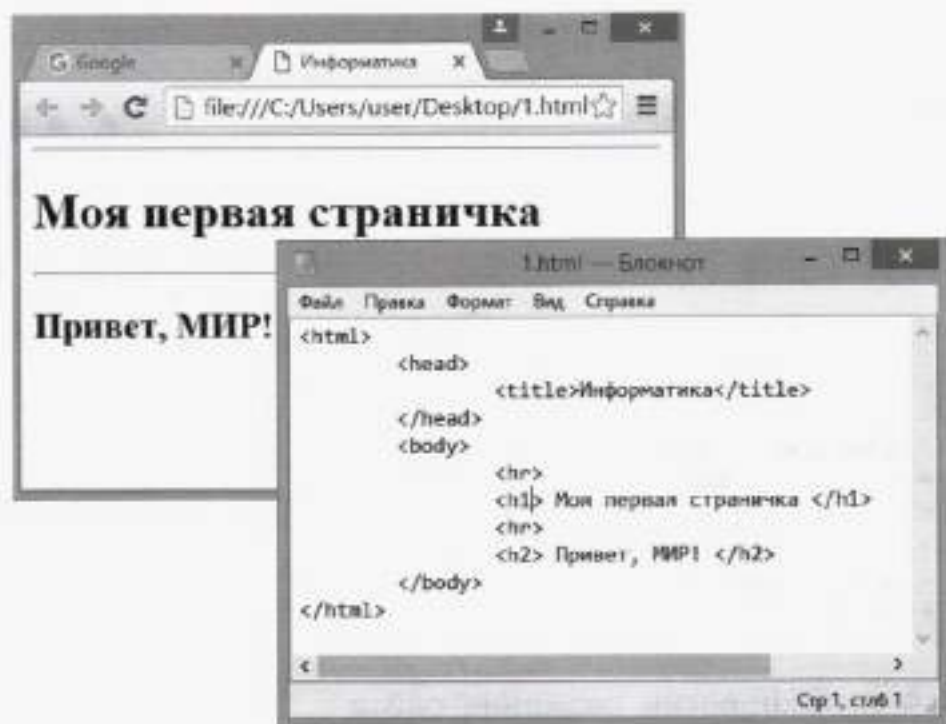 Google
Информатика
file:///C:/Users/user/Desktop/1.html
Моя первая страничка
Привет, МИР!
1.html — Блокнот
Файл Правка Формат Вид Справка
<html>
<head>
<title>Информатика</title>
</head>
<body>
<hr>
<h1> Моя первая страничка </h1>
<hr>
<h2> Привет, МИР! </h2>
</body>
</html>
Стр 1, стлб 1